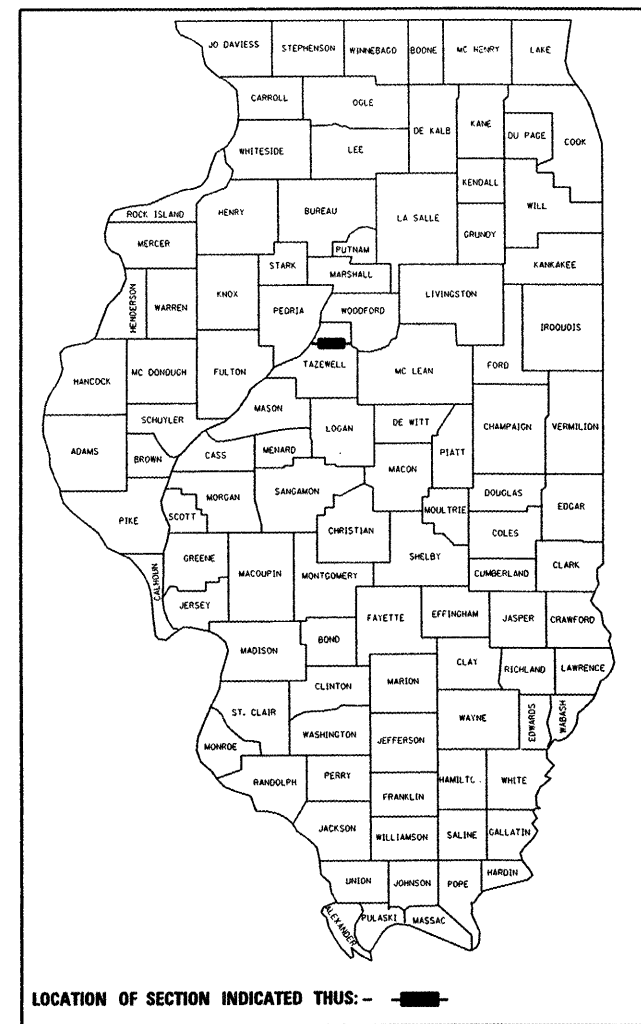 JO DAVIESS STEPHENSON WINNEBAGO BOONE MC HENRY LAKE
CARROLL OGLE DE KALB KANE DU PAGE COOK
WHITESIDE LEE
KENDALL
ROCK ISLAND HENRY BUREAU LA SALLE WILL
GRUNDY
MERCER PUTNAM
STARK MARSHALL KANKAKEE
HENDERSON WARREN KNOX PEORIA WOODFORD LIVINGSTON
IROQUOIS
TAZEWELL FORD
HANCOCK MC DONOUGH FULTON MC LEAN
MASON
SCHUYLER LOGAN DE WITT CHAMPAIGN VERMILION
ADAMS BROWN CASS MENARD PIATT
MACON
MORGAN SANGAMON DOUGLAS
PIKE SCOTT CHRISTIAN MOULTRIE EDGAR
COLES
GREENE SHELBY
CALHOUN MACOUPIN MONTGOMERY CUMBERLAND CLARK
JERSEY FAYETTE EFFINGHAM JASPER CRAWFORD
BOND
MADISON CLAY
MARION RICHLAND LAWRENCE
CLINTON
ST. CLAIR WAYNE EDWARDS WABASH
WASHINGTON JEFFERSON
MONROE
RANDOLPH PERRY HAMILTO. WHITE
FRANKLIN
JACKSON WILLIAMSON SALINE GALLATIN
UNION JOHNSON POPE HARDIN
ALEXANDER PULASKI MASSAC
LOCATION OF SECTION INDICATED THUS: –